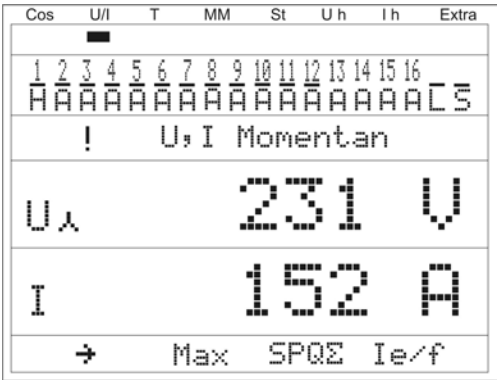 Cos U/I T MM St U h I h Extra
1 2 3 4 5 6 7 8 9 10 11 12 13 14 15 16
A A A A A A A A A A A A A A A A L S
! U,I Momentan
U⅄ 231 V
I 152 A
→ Max SPQΣ Ie/f